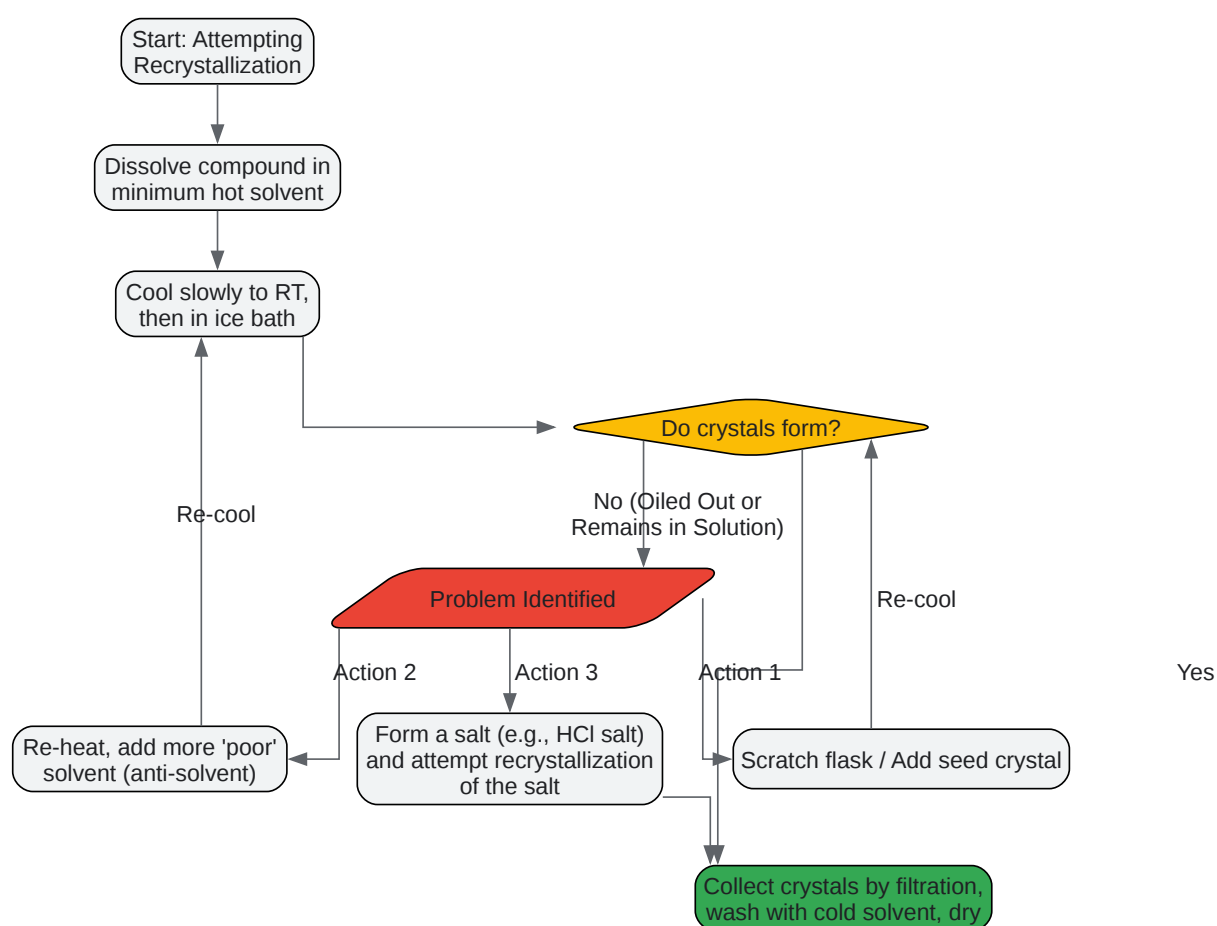 Start: Attempting
Recrystallization
Dissolve compound in
minimum hot solvent
Cool slowly to RT,
then in ice bath
Do crystals form?
No (Oiled Out or
Remains in Solution)
Re-cool
Problem Identified
Re-cool
Action 2
Action 3
Action 1
Yes
Re-heat, add more 'poor'
solvent (anti-solvent)
Form a salt (e.g., HCl salt)
and attempt recrystallization
of the salt
Scratch flask / Add seed crystal
Collect crystals by filtration,
wash with cold solvent, dry